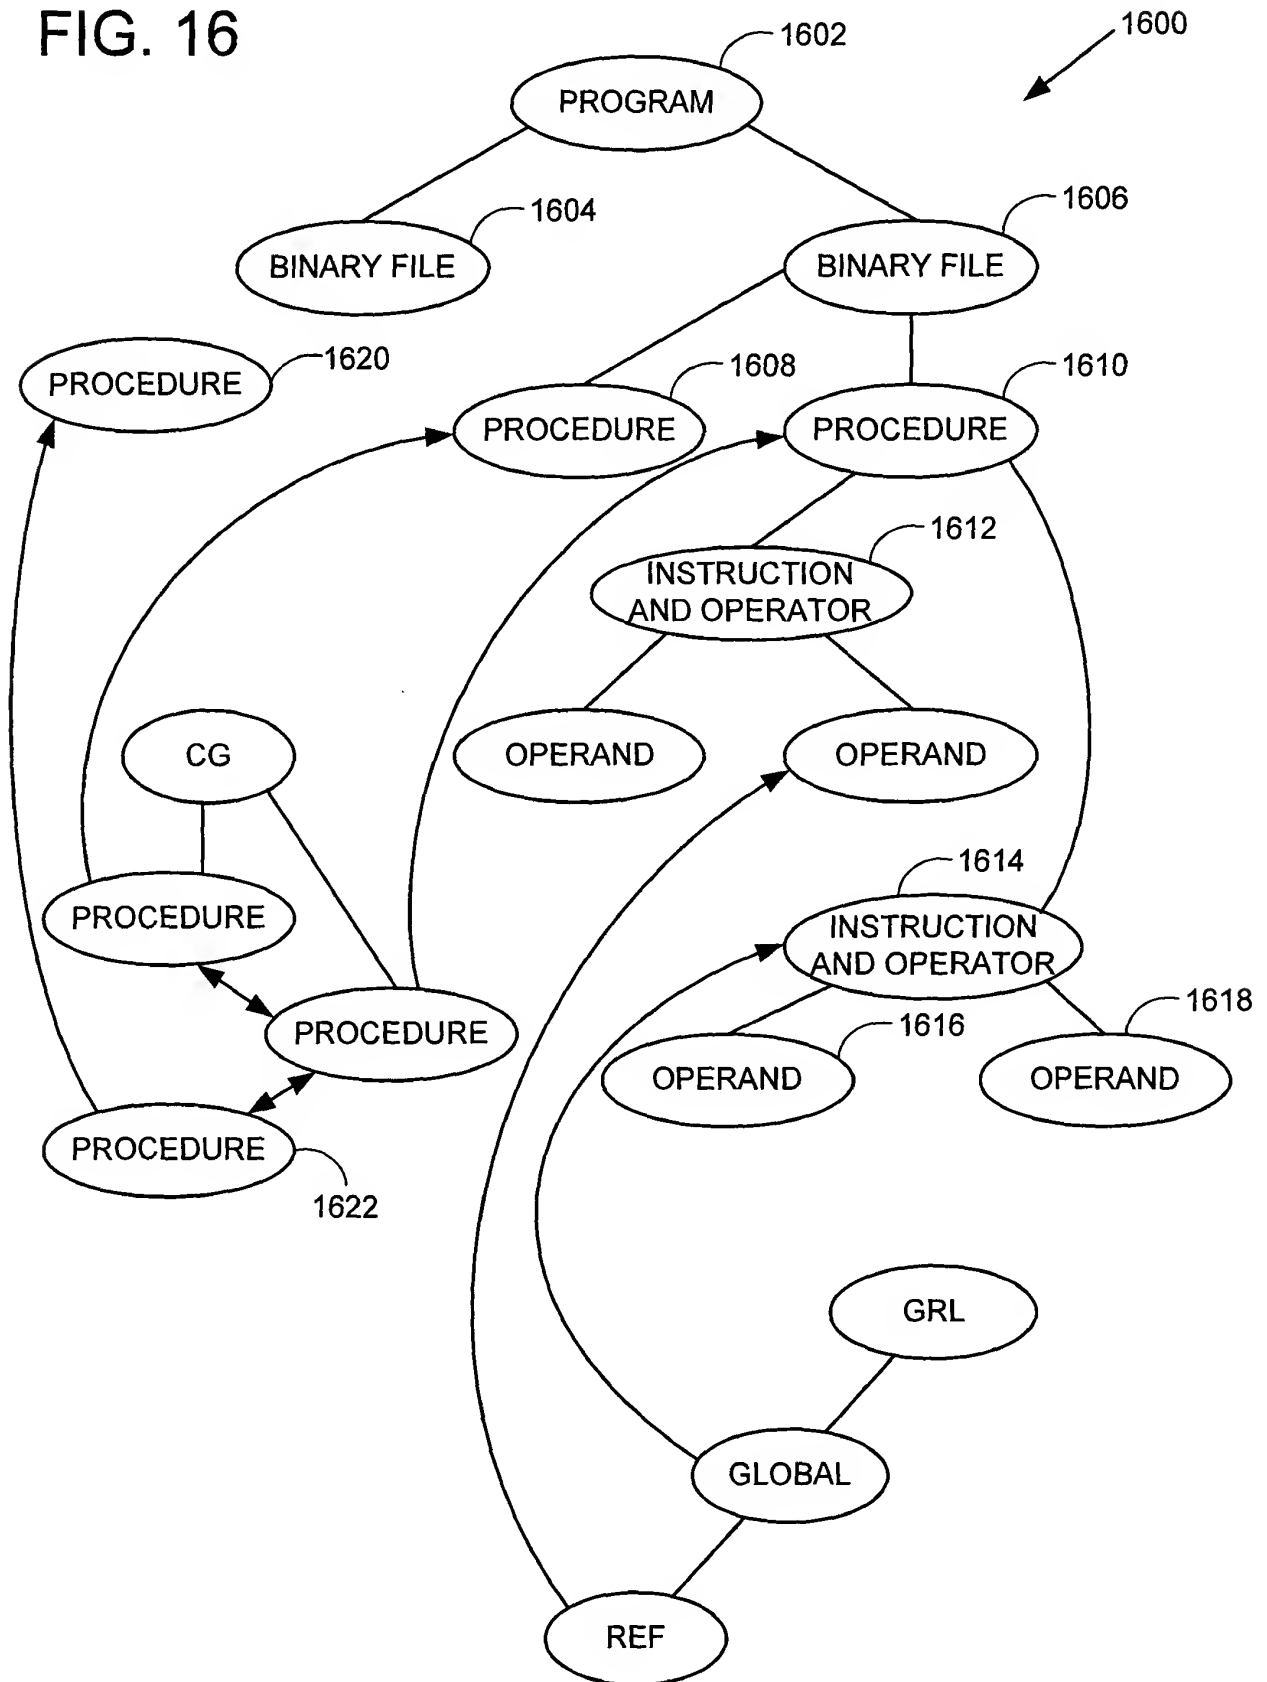 FIG. 16
1602
1600
PROGRAM
1604
1606
BINARY FILE
BINARY FILE
1620
1608
1610
PROCEDURE
PROCEDURE
PROCEDURE
1612
INSTRUCTION
AND OPERATOR
CG
OPERAND
OPERAND
1614
PROCEDURE
INSTRUCTION
AND OPERATOR
1618
1616
PROCEDURE
OPERAND
OPERAND
PROCEDURE
1622
GRL
GLOBAL
REF